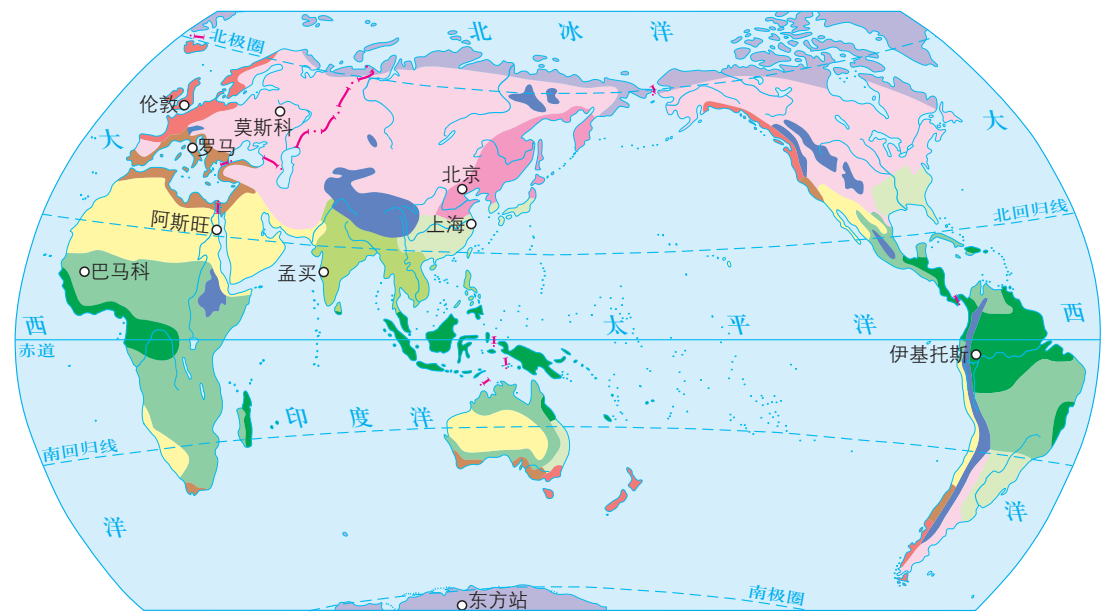 北 冰 洋
北极圈
伦敦
莫斯科
大
大
罗马
北京
阿斯旺
上海
北回归线
巴马科
孟买
西
太 平 洋
西
赤道
伊基托斯
印 度 洋
南回归线
洋
洋
南极圈
东方站